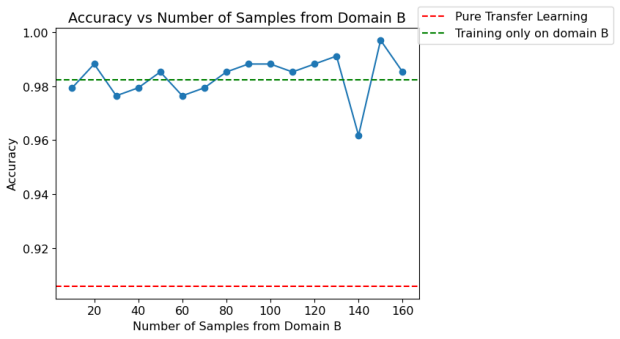 Accuracy vs Number of Samples from Domain B
Pure Transfer Learning
Training only on domain B
1.00
0.98
0.96
0.94
0.92
Accuracy
20 40 60 80 100 120 140 160
Number of Samples from Domain B